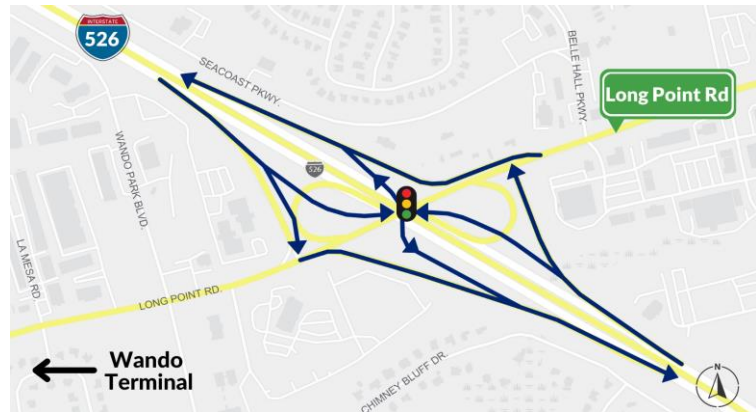 INTERSTATE
526
SEACOAST PKWY.
BELLE HALL PKWY.
Long Point Rd
WANDO PARK BLVD.
526
LA MESA RD.
LONG POINT RD.
Wando
Terminal
CHIMNEY BLUFF DR.
N